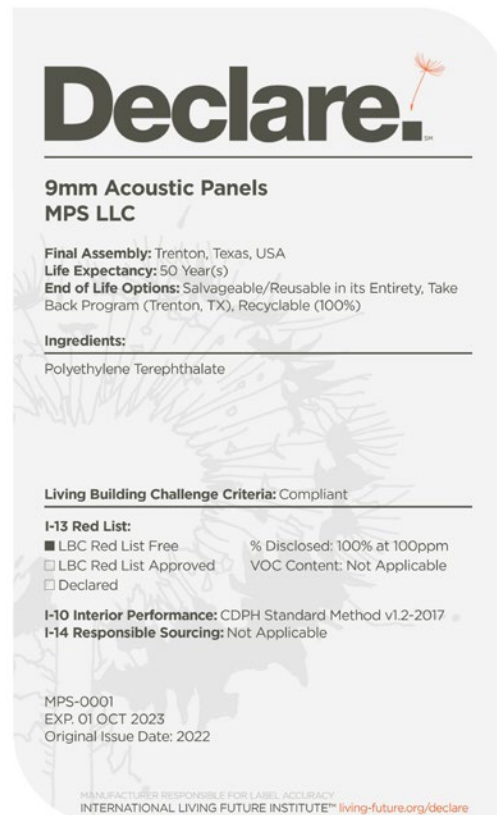 Declare.
SM
9mm Acoustic Panels
MPS LLC
Final Assembly: Trenton, Texas, USA
Life Expectancy: 50 Year(s)
End of Life Options: Salvageable/Reusable in its Entirety, Take
Back Program (Trenton, TX), Recyclable (100%)
Ingredients:
Polyethylene Terephthalate
Living Building Challenge Criteria: Compliant
I-13 Red List:
■ LBC Red List Free % Disclosed: 100% at 100ppm
□ LBC Red List Approved VOC Content: Not Applicable
□ Declared
I-10 Interior Performance: CDPH Standard Method v1.2-2017
I-14 Responsible Sourcing: Not Applicable
MPS-0001
EXP. 01 OCT 2023
Original Issue Date: 2022
MANUFACTURER RESPONSIBLE FOR LABEL ACCURACY
INTERNATIONAL LIVING FUTURE INSTITUTE™ living-future.org/declare